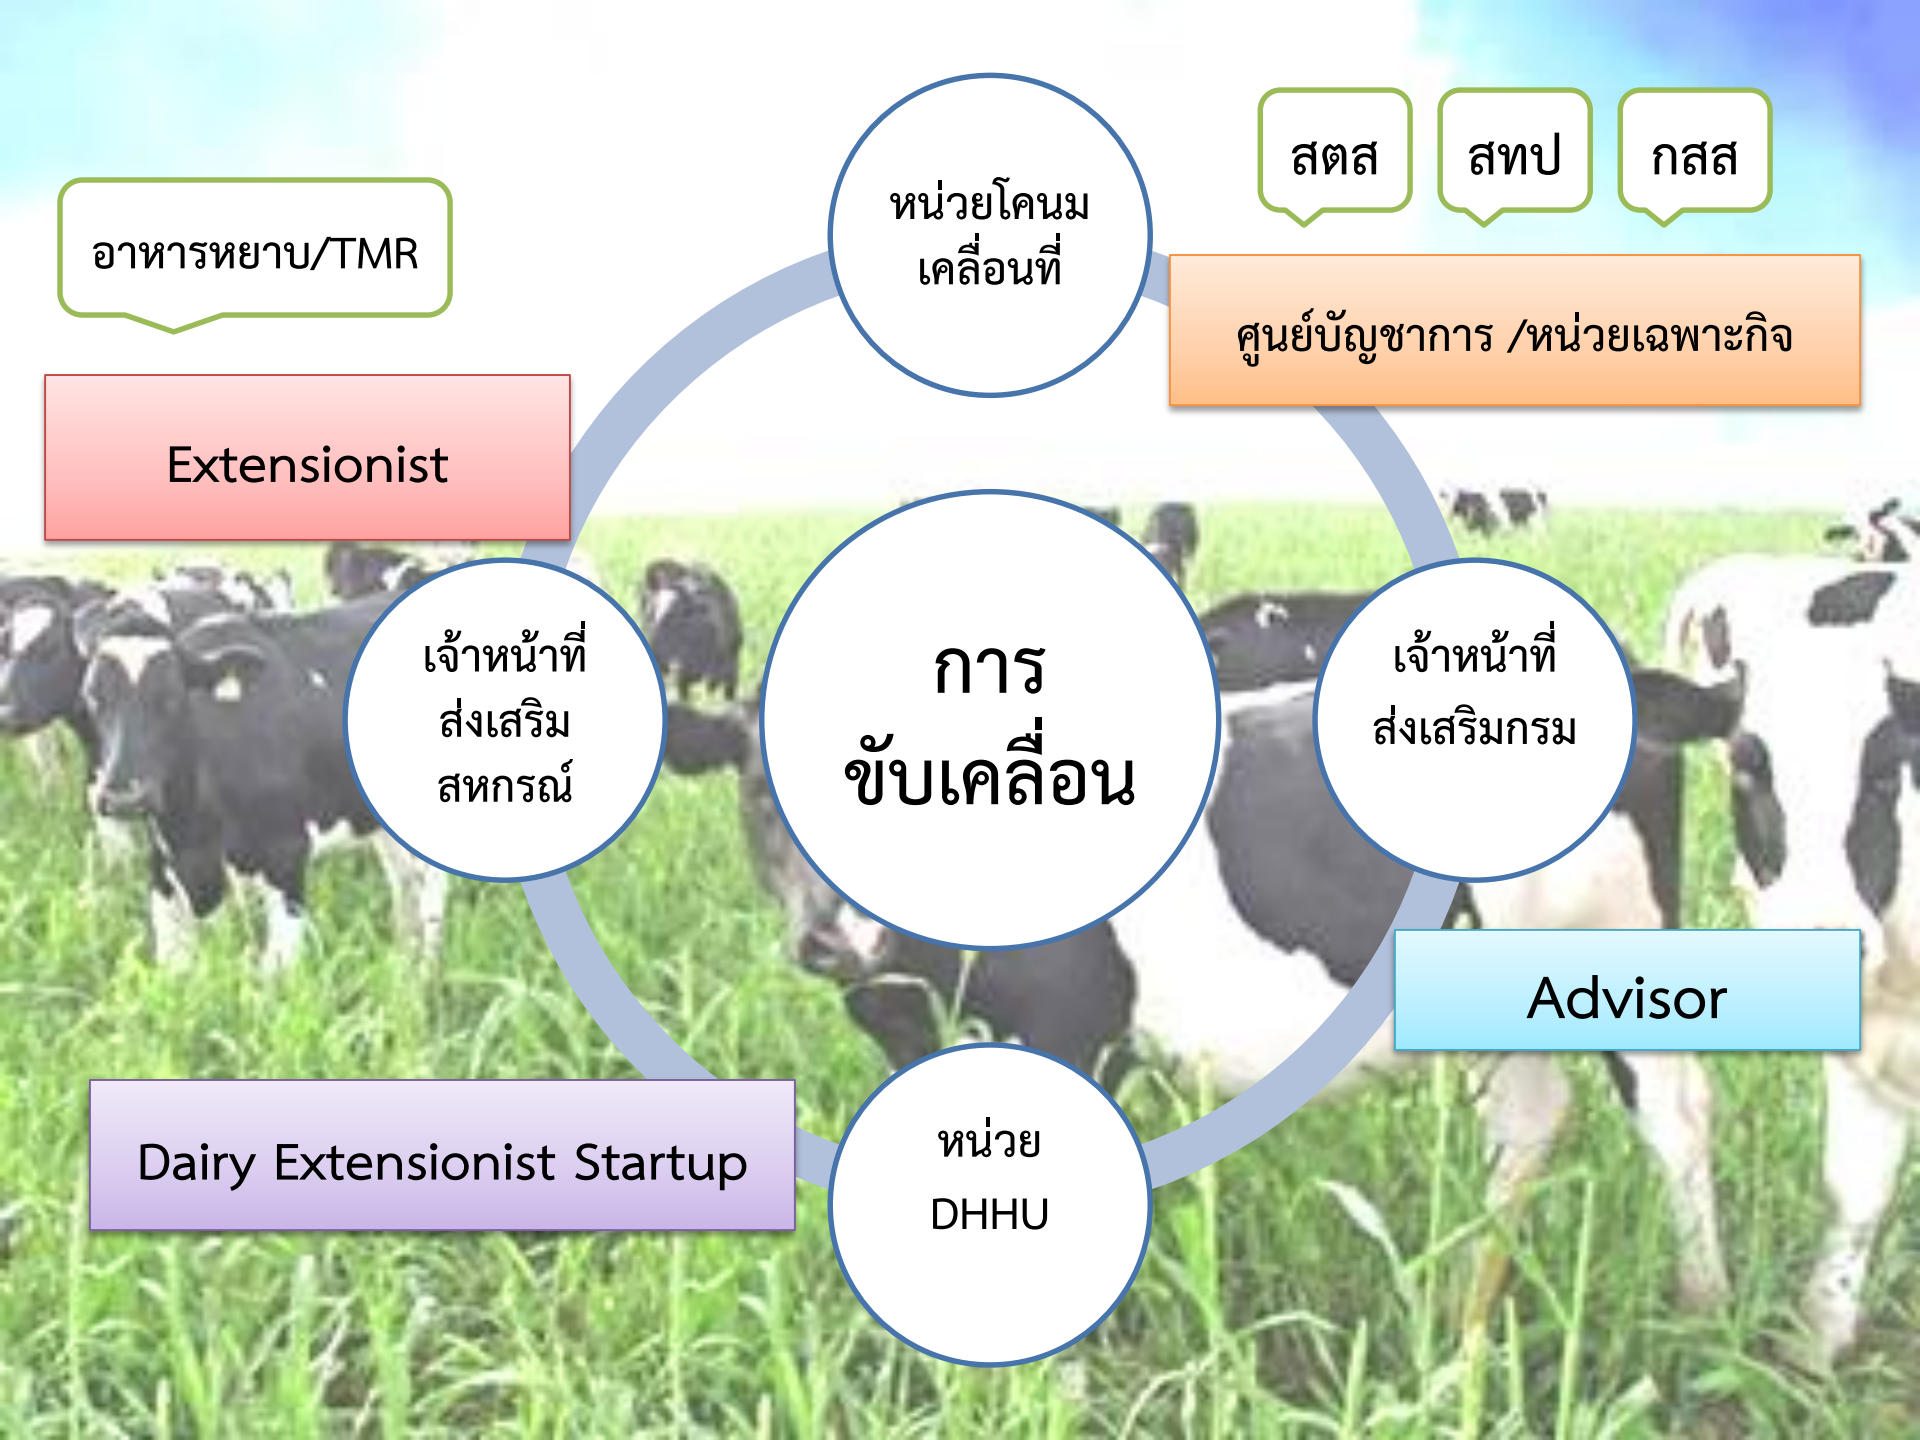 สตส
สทป
กสส
หน่วยโคนม
เคลื่อนที่
อาหารหยาบ/TMR
ศูนย์บัญชาการ /หน่วยเฉพาะกิจ
Extensionist
เจ้าหน้าที่
ส่งเสริม
สหกรณ์
การ
ขับเคลื่อน
เจ้าหน้าที่
ส่งเสริมกรม
Advisor
Dairy Extensionist Startup
หน่วย
DHHU